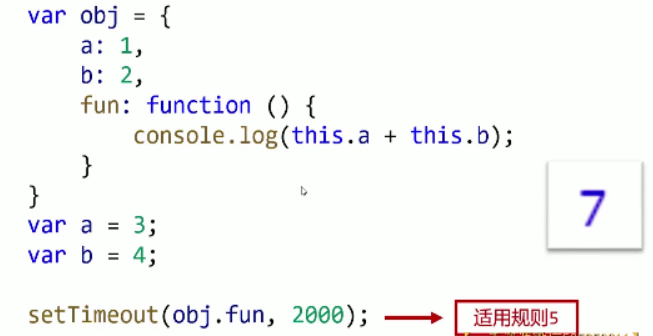 var obj = {
    a: 1,
    b: 2,
    fun: function () {
        console.log(this.a + this.b);
    }
}
7
var a = 3;
var b = 4;
setTimeout(obj.fun, 2000);
适用规则5